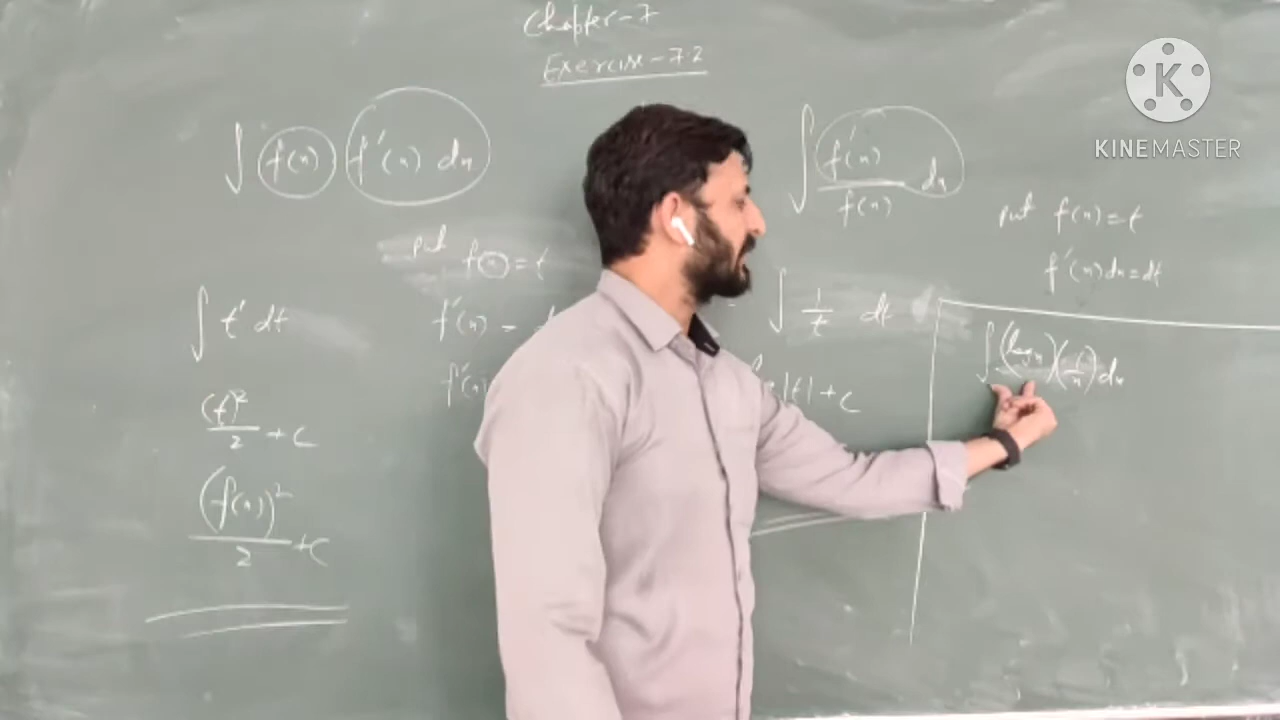 Chapter-7
Exercise-7.2
∫ f(x) f'(x) dx
put f(x)=t
f'(x) =
f'(x)
∫ t' dt
(t)²/2 + C
(f(x))²/2 + C
∫ f'(x)/f(x) dx
put f(x)=t
f'(x)dx=dt
∫ 1/t dt
|t|+C
∫(log x)(1/x)dx
KINEMASTER